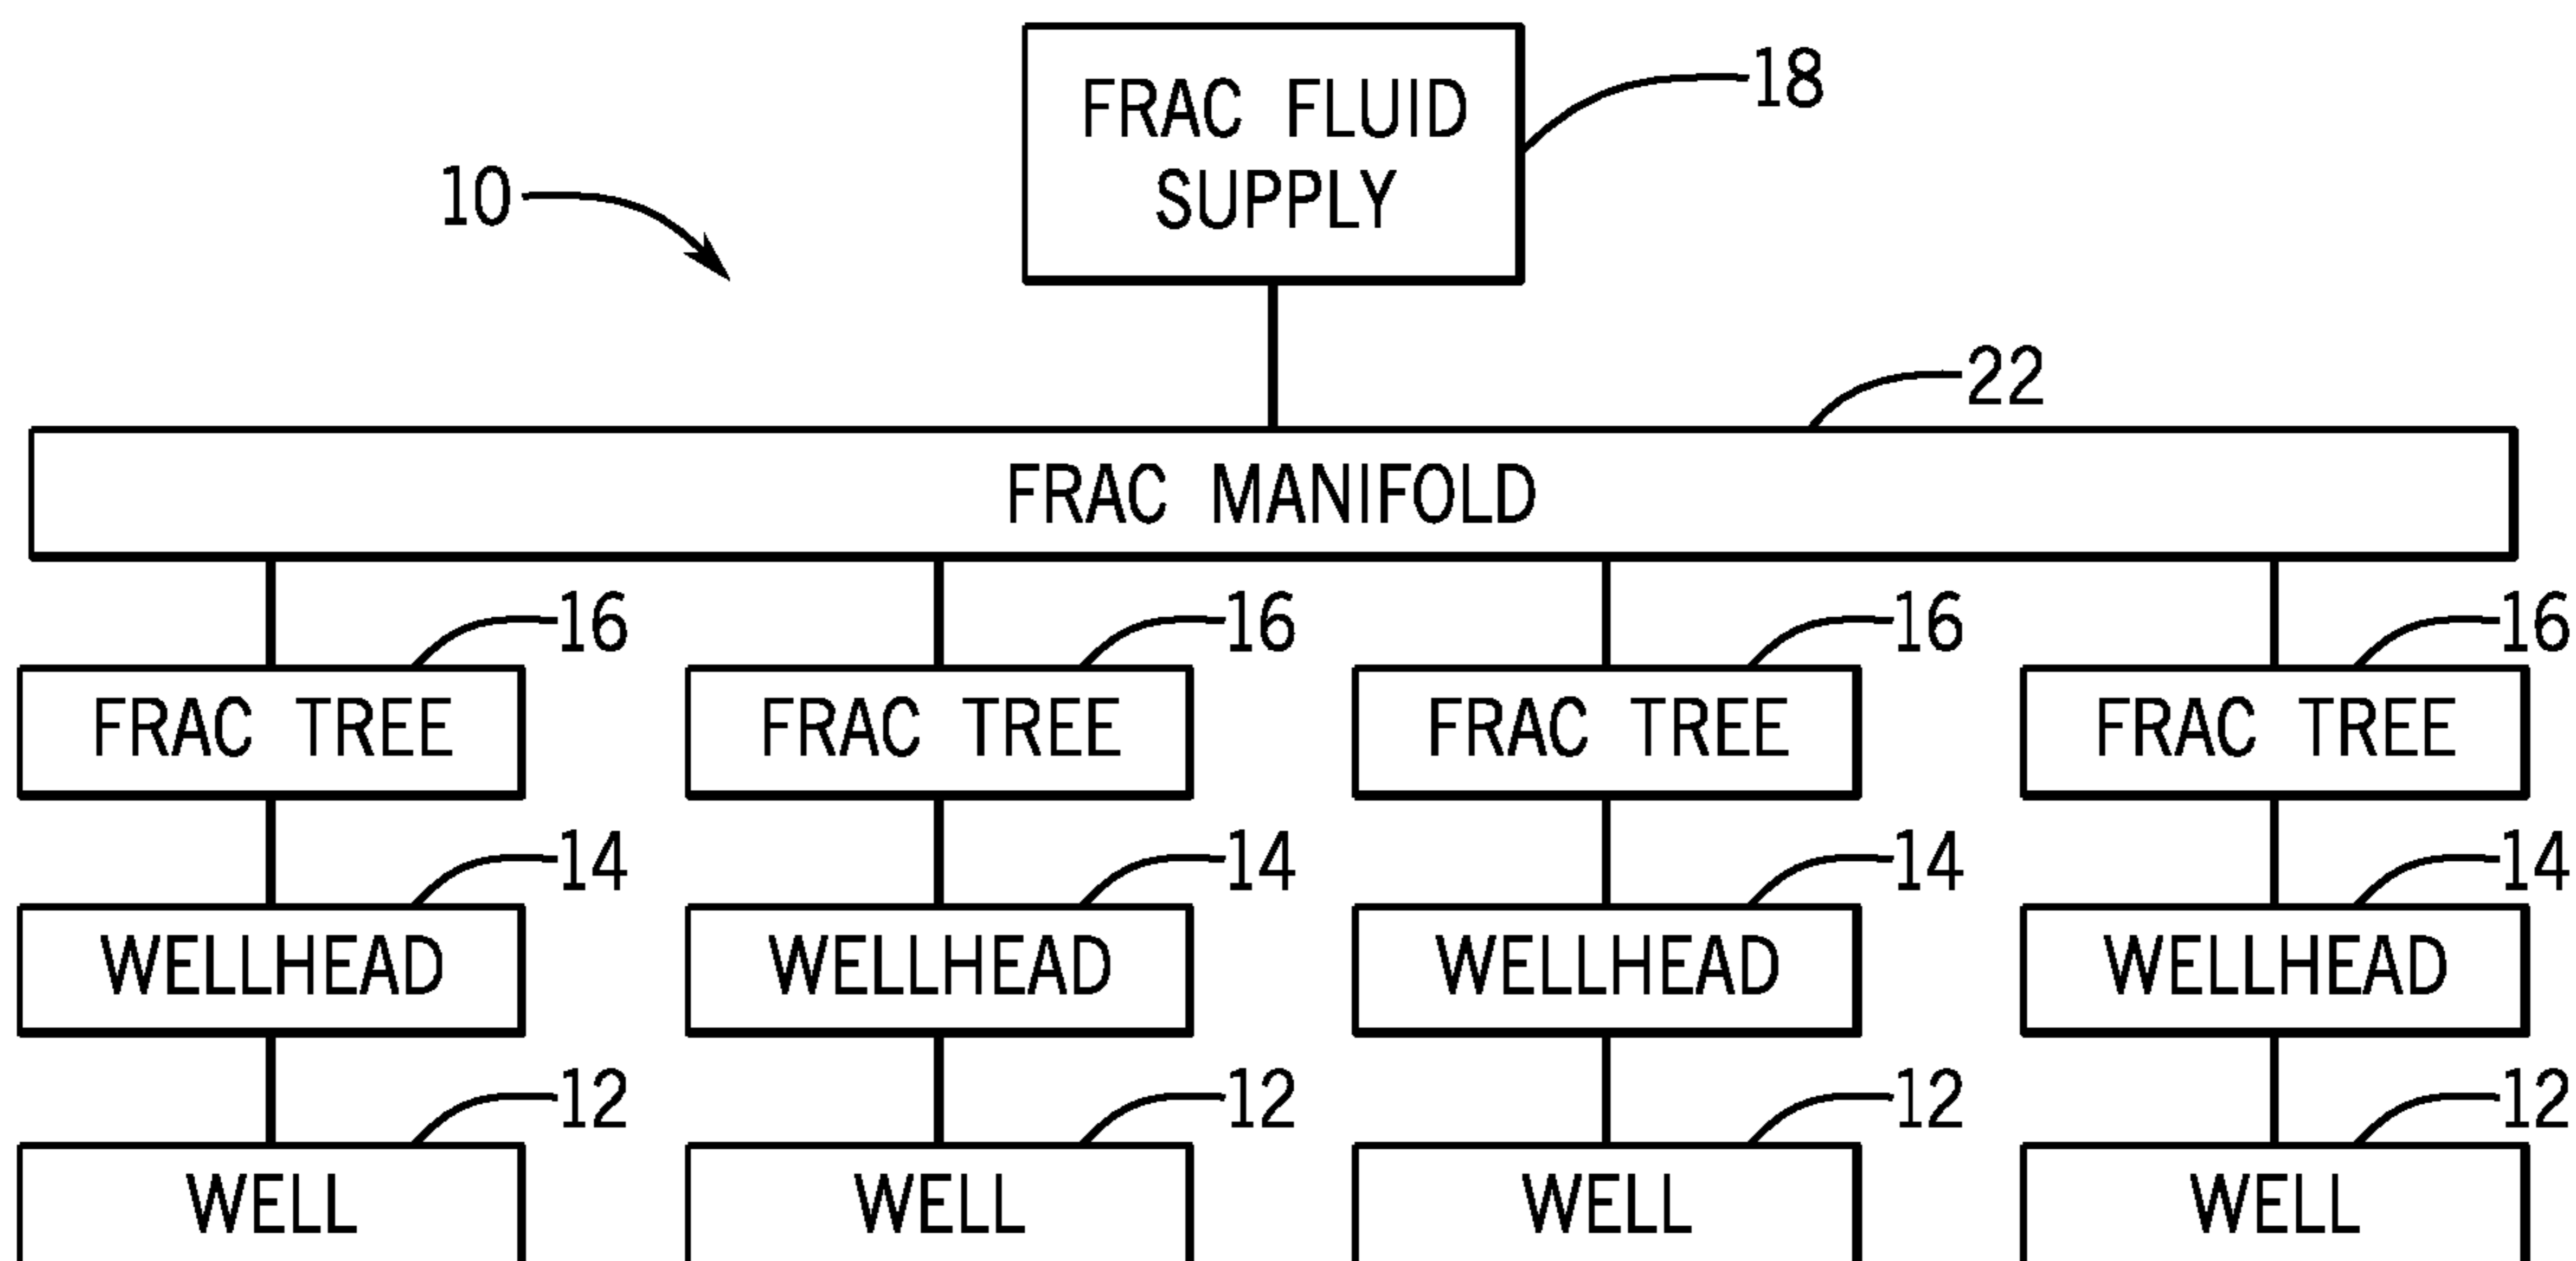 FRAC FLUID
SUPPLY
18
10
22
FRAC MANIFOLD
16 16 16 16
FRAC TREE FRAC TREE FRAC TREE FRAC TREE
14 14 14 14
WELLHEAD WELLHEAD WELLHEAD WELLHEAD
12 12 12 12
WELL WELL WELL WELL